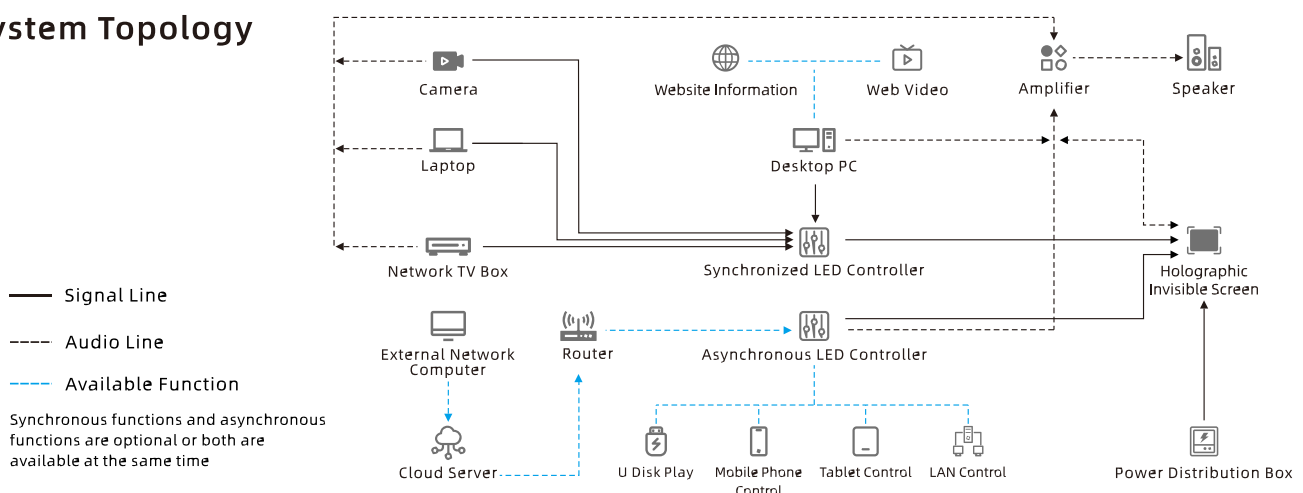 ystem Topology
Camera
Website Information
Web Video
Amplifier
Speaker
Laptop
Desktop PC
Network TV Box
Synchronized LED Controller
Holographic
Invisible Screen
Signal Line
Audio Line
Available Function
External Network
Computer
Router
Asynchronous LED Controller
Synchronous functions and asynchronous
functions are optional or both are
available at the same time
Cloud Server
U Disk Play
Mobile Phone
Control
Tablet Control
LAN Control
Power Distribution Box